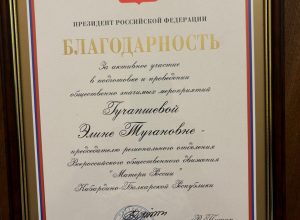 ПРЕЗИДЕНТ РОССИЙСКОЙ ФЕДЕРАЦИИ
БЛАГОДАРНОСТЬ
За активное участие
в подготовке и проведении
общественно значимых мероприятий
Гучапшевой
Элине Тугановне -
председателю регионального отделения
Всероссийского общественного движения
"Матери России"
Кабардино-Балкарской Республики